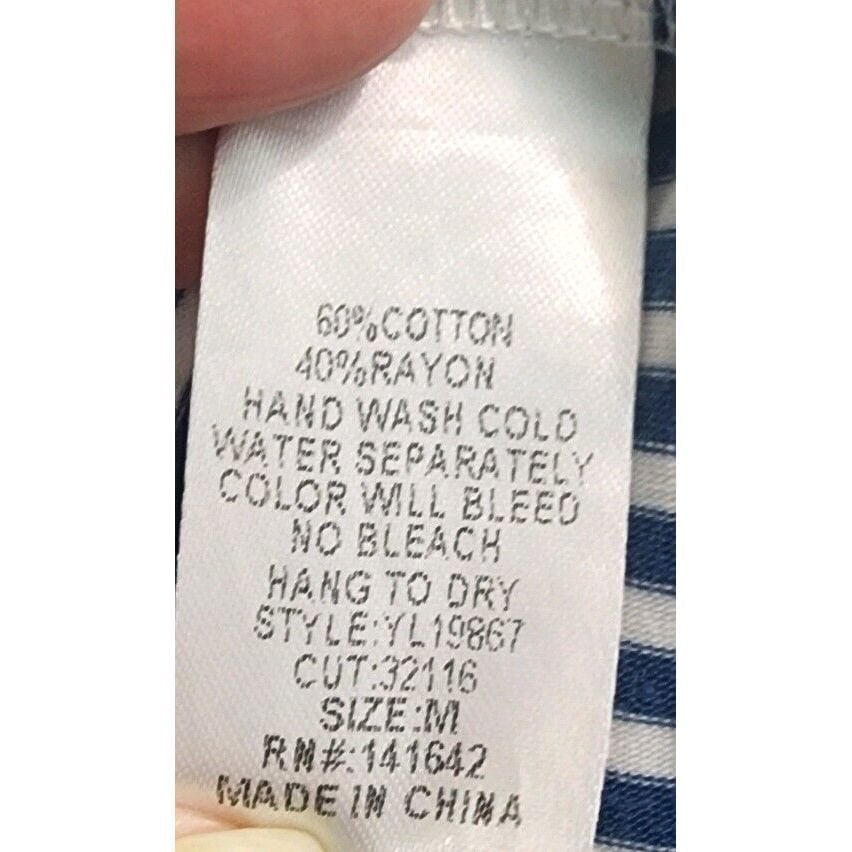 60%COTTON
40%RAYON
HAND WASH COLD
WATER SEPARATELY
COLOR WILL BLEED
NO BLEACH
HANG TO DRY
STYLE:YL19867
CUT:32116
SIZE:M
RN#:141642
MADE IN CHINA